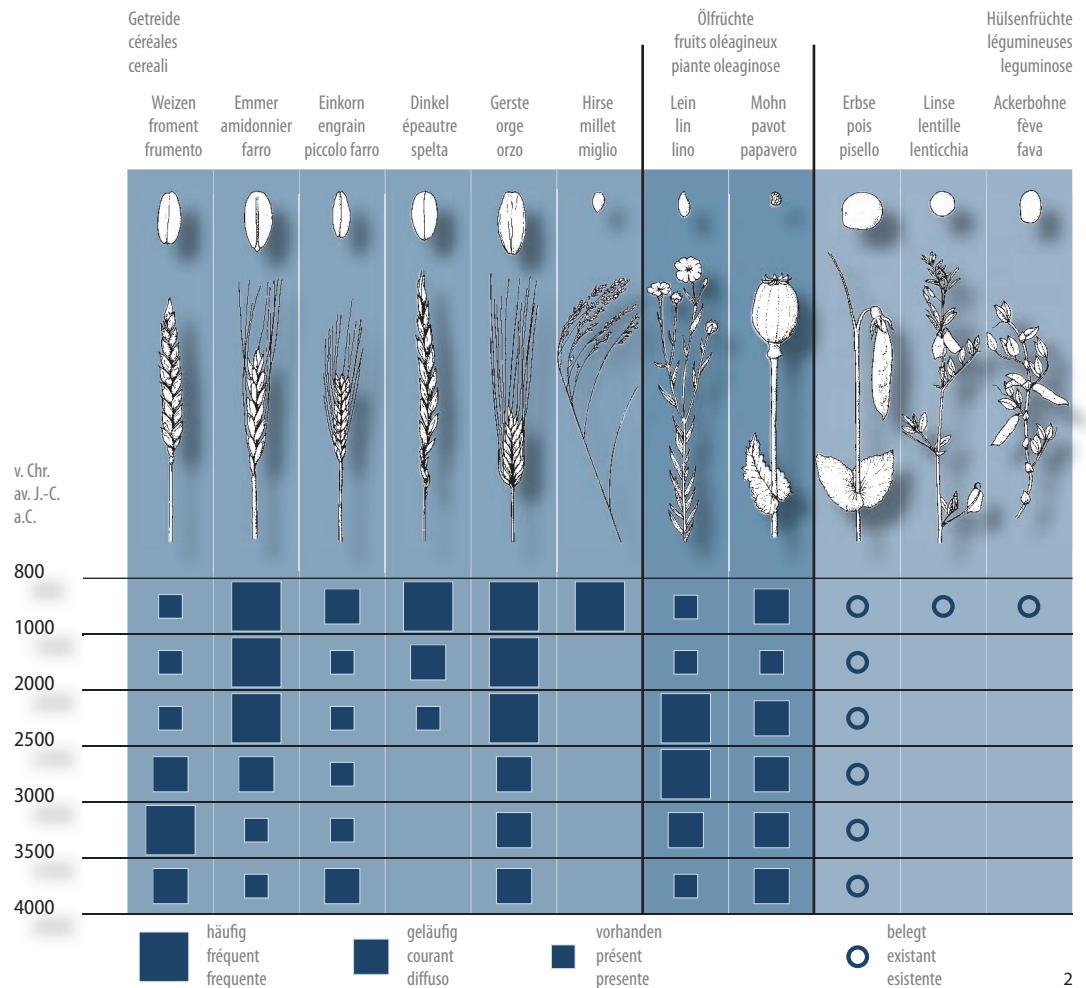 Getreide
céréales
cereali
Ölfrüchte
fruits oléagineux
piante oleaginose
Hülsenfrüchte
légumineuses
leguminose
Weizen
froment
frumento
Emmer
amidonnier
farro
Einkorn
engrain
piccolo farro
Dinkel
épeautre
spelta
Gerste
orge
orzo
Hirse
millet
miglio
Lein
lin
lino
Mohn
pavot
papavero
Erbse
pois
pisello
Linse
lentille
lenticchia
Ackerbohne
fève
fava
v. Chr.
av. J.-C.
a.C.
800
1000
2000
2500
3000
3500
4000
häufig
fréquent
frequente
geläufig
courant
diffuso
vorhanden
présent
presente
belegt
existant
esistente
2